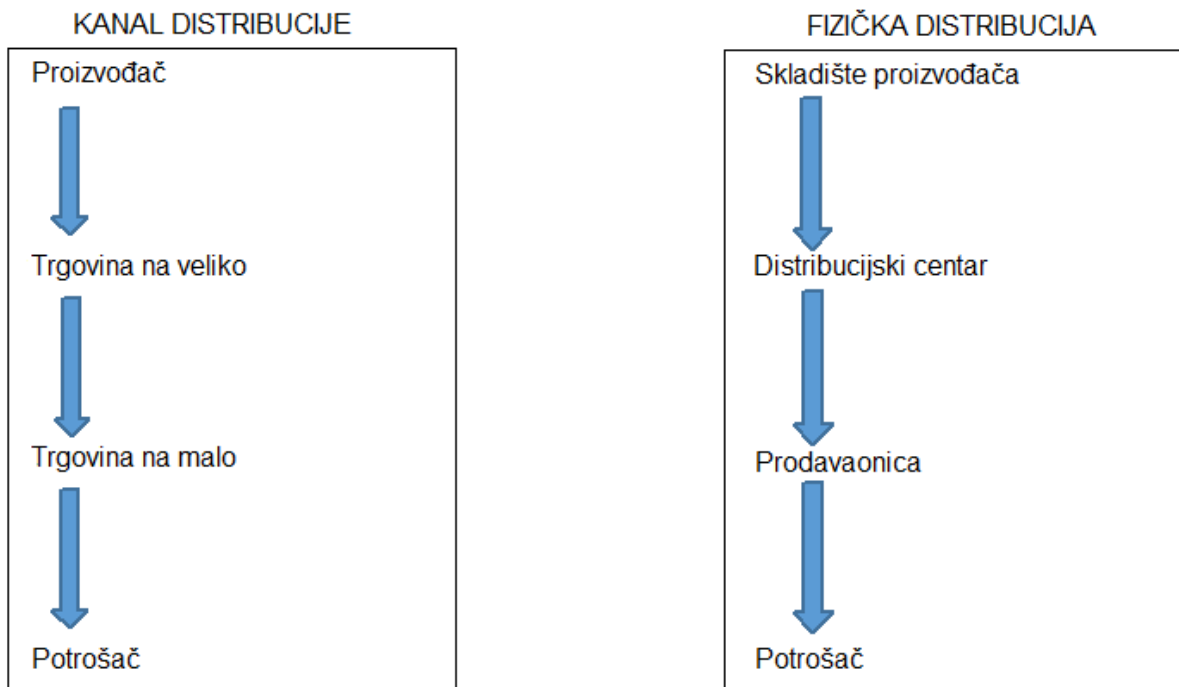 KANAL DISTRIBUCIJE
Proizvođač
Trgovina na veliko
Trgovina na malo
Potrošač
FIZIČKA DISTRIBUCIJA
Skladište proizvođača
Distribucijski centar
Prodavaonica
Potrošač